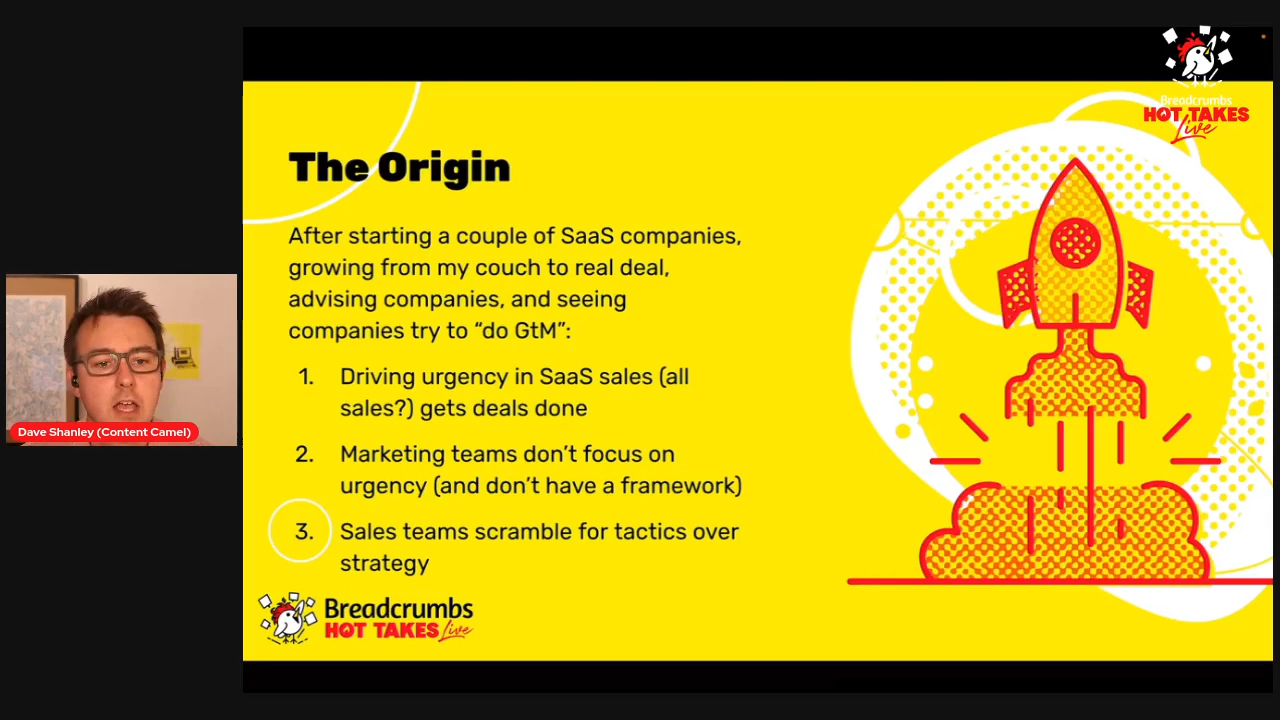 Breadcrumbs
HOT TAKES
Live
The Origin
After starting a couple of SaaS companies,
growing from my couch to real deal,
advising companies, and seeing
companies try to “do GtM”:
1. Driving urgency in SaaS sales (all
sales?) gets deals done
2. Marketing teams don’t focus on
urgency (and don’t have a framework)
3. Sales teams scramble for tactics over
strategy
Dave Shanley (Content Camel)
Breadcrumbs
HOT TAKES Live